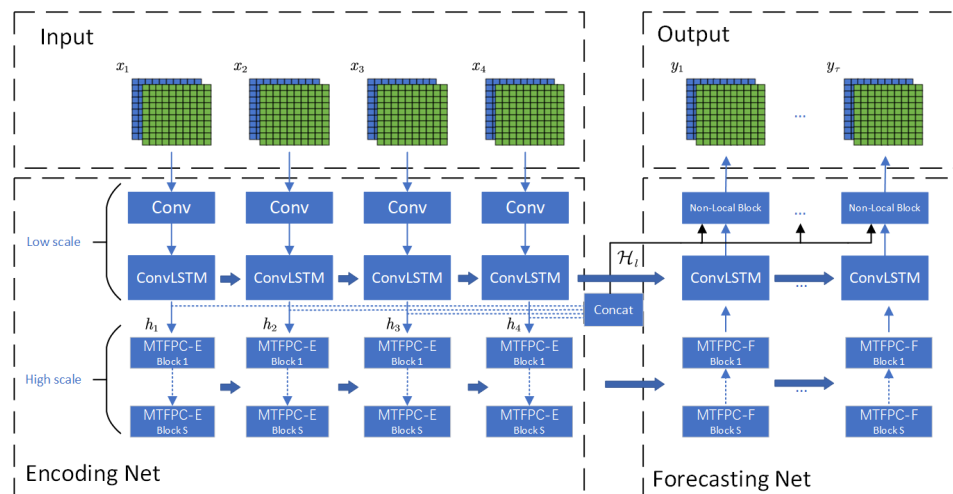 Input
Output
x₁ x₂ x₃ x₄ y₁ y_τ
...
Low scale
Conv Conv Conv Conv
Non-Local Block ... Non-Local Block
ℋ_l
ConvLSTM ConvLSTM ConvLSTM ConvLSTM ConvLSTM ... ConvLSTM
Concat
h₁ h₂ h₃ h₄
High scale
MTFPC-E MTFPC-E MTFPC-E MTFPC-E MTFPC-F MTFPC-F
Block 1 Block 1 Block 1 Block 1 Block 1 Block 1
...
MTFPC-E MTFPC-E MTFPC-E MTFPC-E MTFPC-F MTFPC-F
Block S Block S Block S Block S Block S Block S
Encoding Net
Forecasting Net